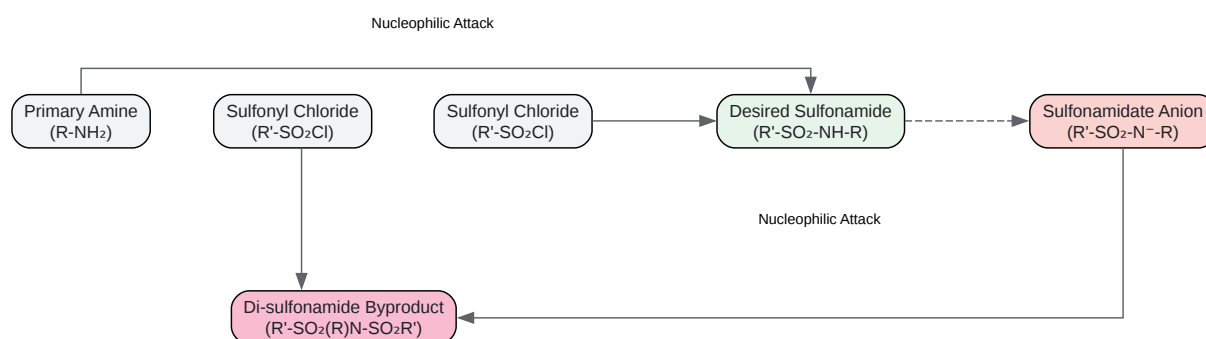 Nucleophilic Attack
Primary Amine
(R-NH₂)
Sulfonyl Chloride
(R'-SO₂Cl)
Sulfonyl Chloride
(R'-SO₂Cl)
Desired Sulfonamide
(R'-SO₂-NH-R)
Sulfonamidate Anion
(R'-SO₂-N⁻-R)
Nucleophilic Attack
Di-sulfonamide Byproduct
(R'-SO₂(R)N-SO₂R')